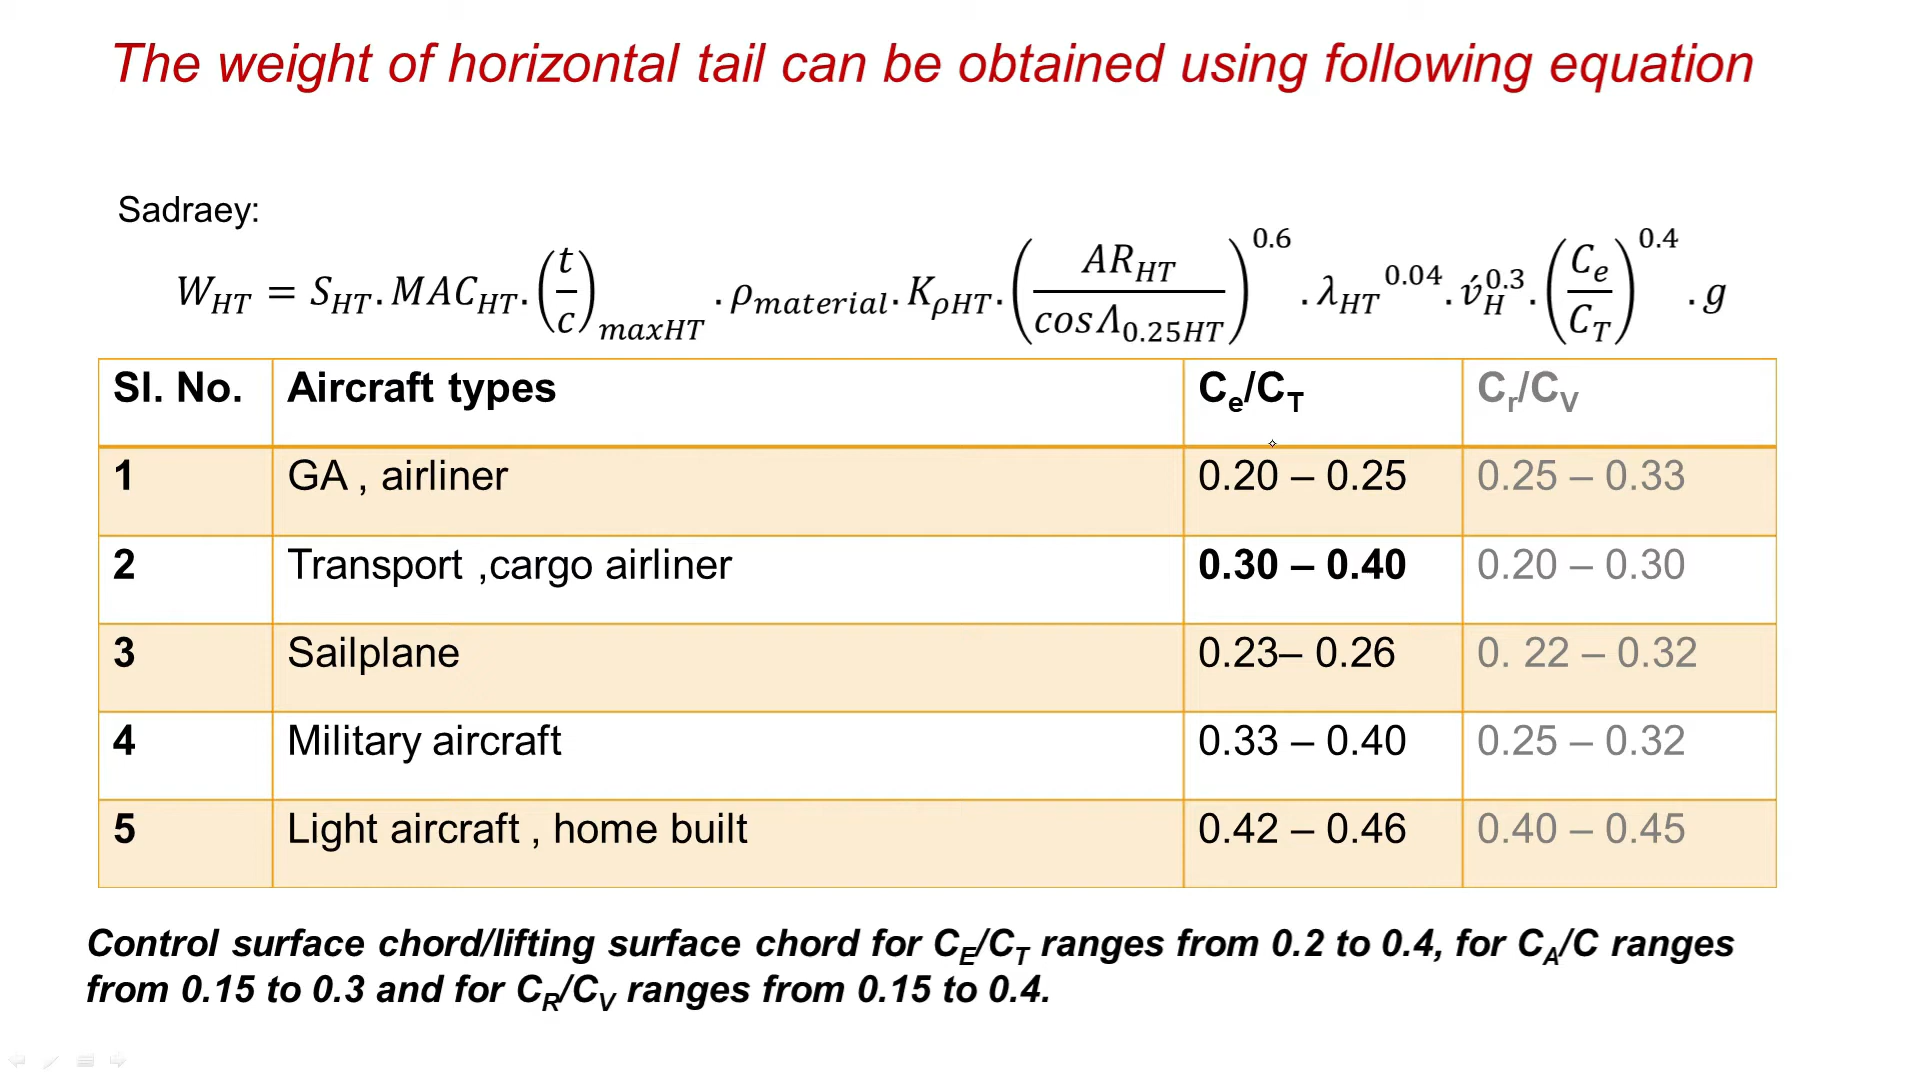 The weight of horizontal tail can be obtained using following equation
Sadraey:
W_HT = S_HT . MAC_HT . (t/c)_maxHT . ρ_material . K_ρHT . (AR_HT / cosΛ_0.25HT)^0.6 . λ_HT^0.04 . v́_H^0.3 . (C_e/C_T)^0.4 . g
Sl. No. Aircraft types C_e/C_T C_r/C_V
1 GA , airliner 0.20 – 0.25 0.25 – 0.33
2 Transport ,cargo airliner 0.30 – 0.40 0.20 – 0.30
3 Sailplane 0.23– 0.26 0. 22 – 0.32
4 Military aircraft 0.33 – 0.40 0.25 – 0.32
5 Light aircraft , home built 0.42 – 0.46 0.40 – 0.45
Control surface chord/lifting surface chord for C_E/C_T ranges from 0.2 to 0.4, for C_A/C ranges
from 0.15 to 0.3 and for C_R/C_V ranges from 0.15 to 0.4.